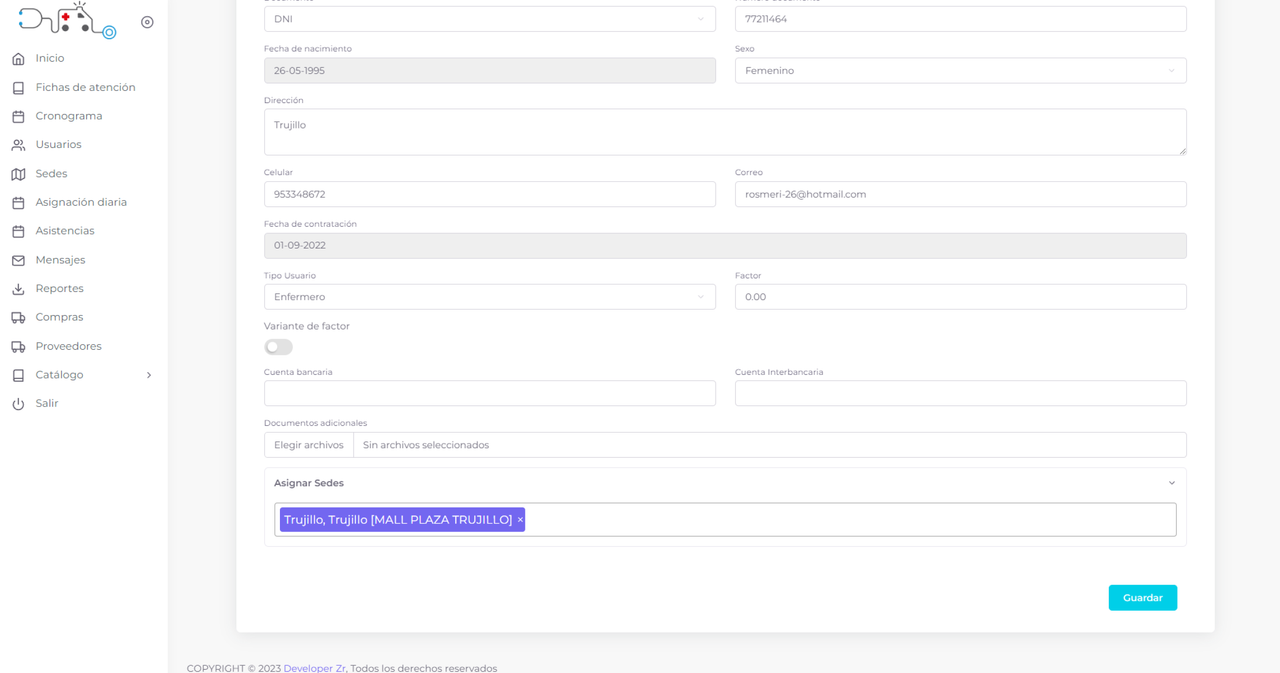 DNI
77211464
Fecha de nacimiento
Sexo
26-05-1995
Femenino
Dirección
Trujillo
Celular
Correo
953348672
rosmeri-26@hotmail.com
Fecha de contratación
01-09-2022
Tipo Usuario
Factor
Enfermero
0.00
Variante de factor
Cuenta bancaria
Cuenta Interbancaria
Documentos adicionales
Elegir archivos Sin archivos seleccionados
Asignar Sedes
Trujillo, Trujillo [MALL PLAZA TRUJILLO] ×
Guardar
COPYRIGHT © 2023 Developer Zr, Todos los derechos reservados
Inicio
Fichas de atención
Cronograma
Usuarios
Sedes
Asignación diaria
Asistencias
Mensajes
Reportes
Compras
Proveedores
Catálogo
Salir